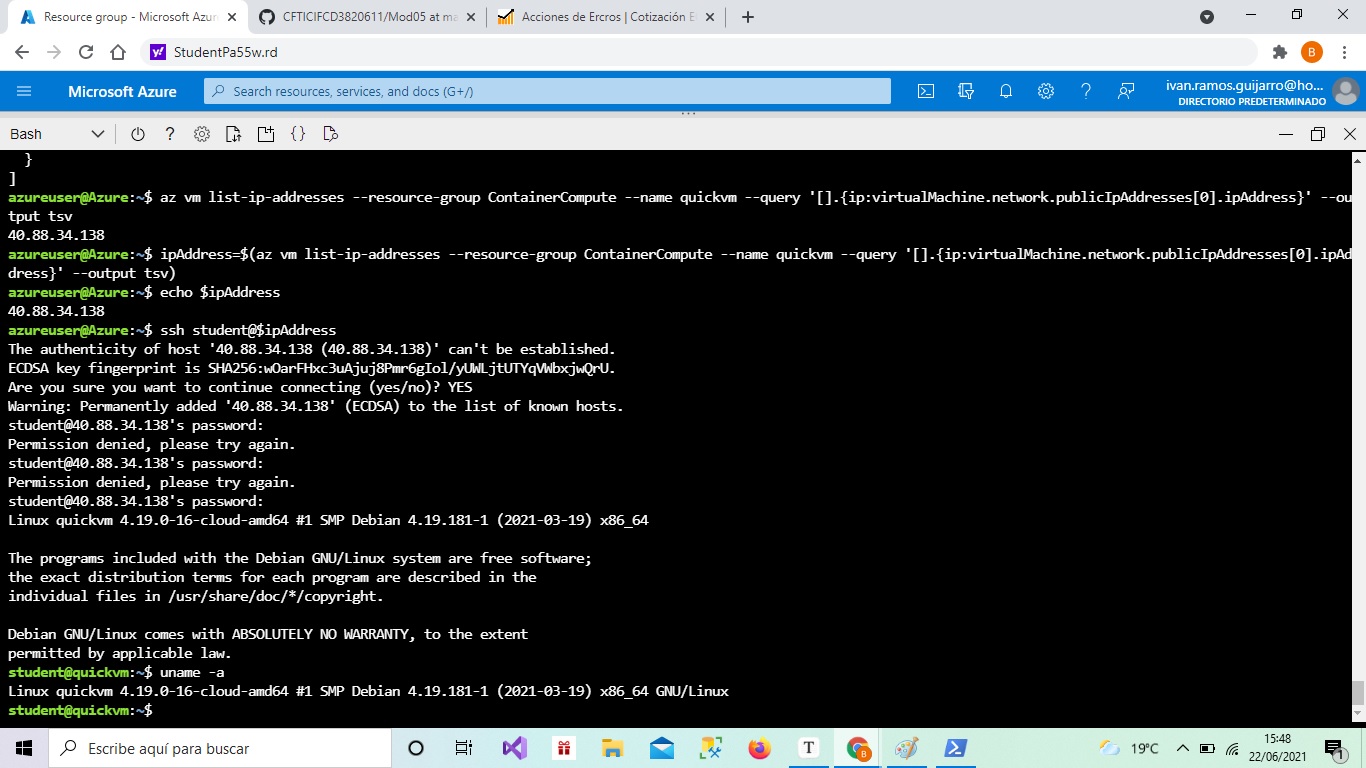 Resource group - Microsoft Azur
CFTICIFCD3820611/Mod05 at ma
Acciones de Ercros | Cotización E
StudentPa55w.rd
B
Microsoft Azure
Search resources, services, and docs (G+/)
ivan.ramos.guijarro@ho...
DIRECTORIO PREDETERMINADO
Bash
}
]
azureuser@Azure:~$ az vm list-ip-addresses --resource-group ContainerCompute --name quickvm --query '[].{ip:virtualMachine.network.publicIpAddresses[0].ipAddress}' --ou
tput tsv
40.88.34.138
azureuser@Azure:~$ ipAddress=$(az vm list-ip-addresses --resource-group ContainerCompute --name quickvm --query '[].{ip:virtualMachine.network.publicIpAddresses[0].ipAd
dress}' --output tsv)
azureuser@Azure:~$ echo $ipAddress
40.88.34.138
azureuser@Azure:~$ ssh student@$ipAddress
The authenticity of host '40.88.34.138 (40.88.34.138)' can't be established.
ECDSA key fingerprint is SHA256:wOarFHxc3uAjuj8Pmr6gIol/yUWLjtUTYqVWbxjwQrU.
Are you sure you want to continue connecting (yes/no)? YES
Warning: Permanently added '40.88.34.138' (ECDSA) to the list of known hosts.
student@40.88.34.138's password:
Permission denied, please try again.
student@40.88.34.138's password:
Permission denied, please try again.
student@40.88.34.138's password:
Linux quickvm 4.19.0-16-cloud-amd64 #1 SMP Debian 4.19.181-1 (2021-03-19) x86_64
The programs included with the Debian GNU/Linux system are free software;
the exact distribution terms for each program are described in the
individual files in /usr/share/doc/*/copyright.
Debian GNU/Linux comes with ABSOLUTELY NO WARRANTY, to the extent
permitted by applicable law.
student@quickvm:~$ uname -a
Linux quickvm 4.19.0-16-cloud-amd64 #1 SMP Debian 4.19.181-1 (2021-03-19) x86_64 GNU/Linux
student@quickvm:~$
Escribe aquí para buscar
T
B
19°C
15:48
22/06/2021
1